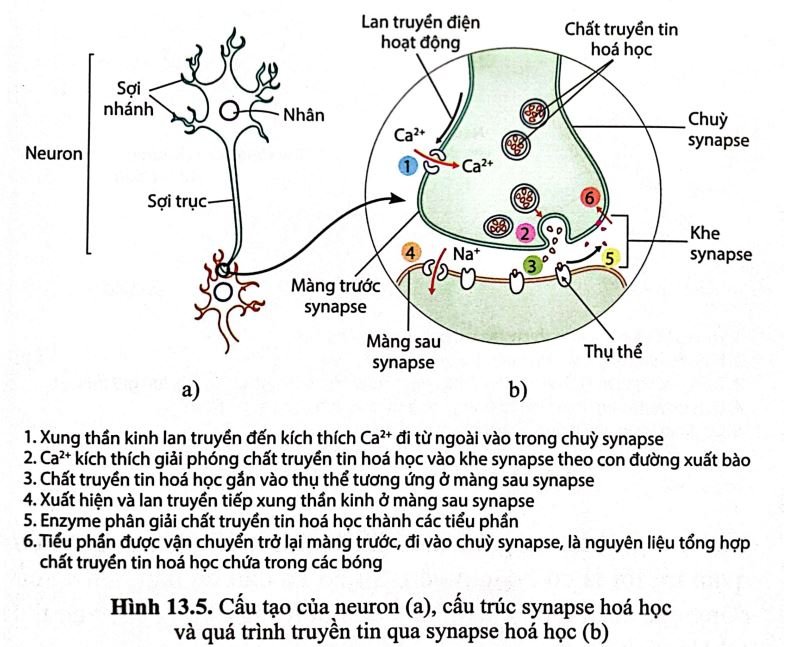 Lan truyền điện
hoạt động
Chất truyền tin
hoá học
Sợi
nhánh
Nhân
Neuron
Sợi trục
Ca²⁺
Ca²⁺
1
Chuỳ
synapse
6
2
Khe
synapse
4
Na⁺
3
5
Màng trước
synapse
Màng sau
synapse
Thụ thể
a)
b)
1. Xung thần kinh lan truyền đến kích thích Ca²⁺ đi từ ngoài vào trong chuỳ synapse
2. Ca²⁺ kích thích giải phóng chất truyền tin hoá học vào khe synapse theo con đường xuất bào
3. Chất truyền tin hoá học gắn vào thụ thể tương ứng ở màng sau synapse
4. Xuất hiện và lan truyền tiếp xung thần kinh ở màng sau synapse
5. Enzyme phân giải chất truyền tin hoá học thành các tiểu phần
6. Tiểu phần được vận chuyển trở lại màng trước, đi vào chuỳ synapse, là nguyên liệu tổng hợp
chất truyền tin hoá học chứa trong các bóng
Hình 13.5. Cấu tạo của neuron (a), cấu trúc synapse hoá học
và quá trình truyền tin qua synapse hoá học (b)